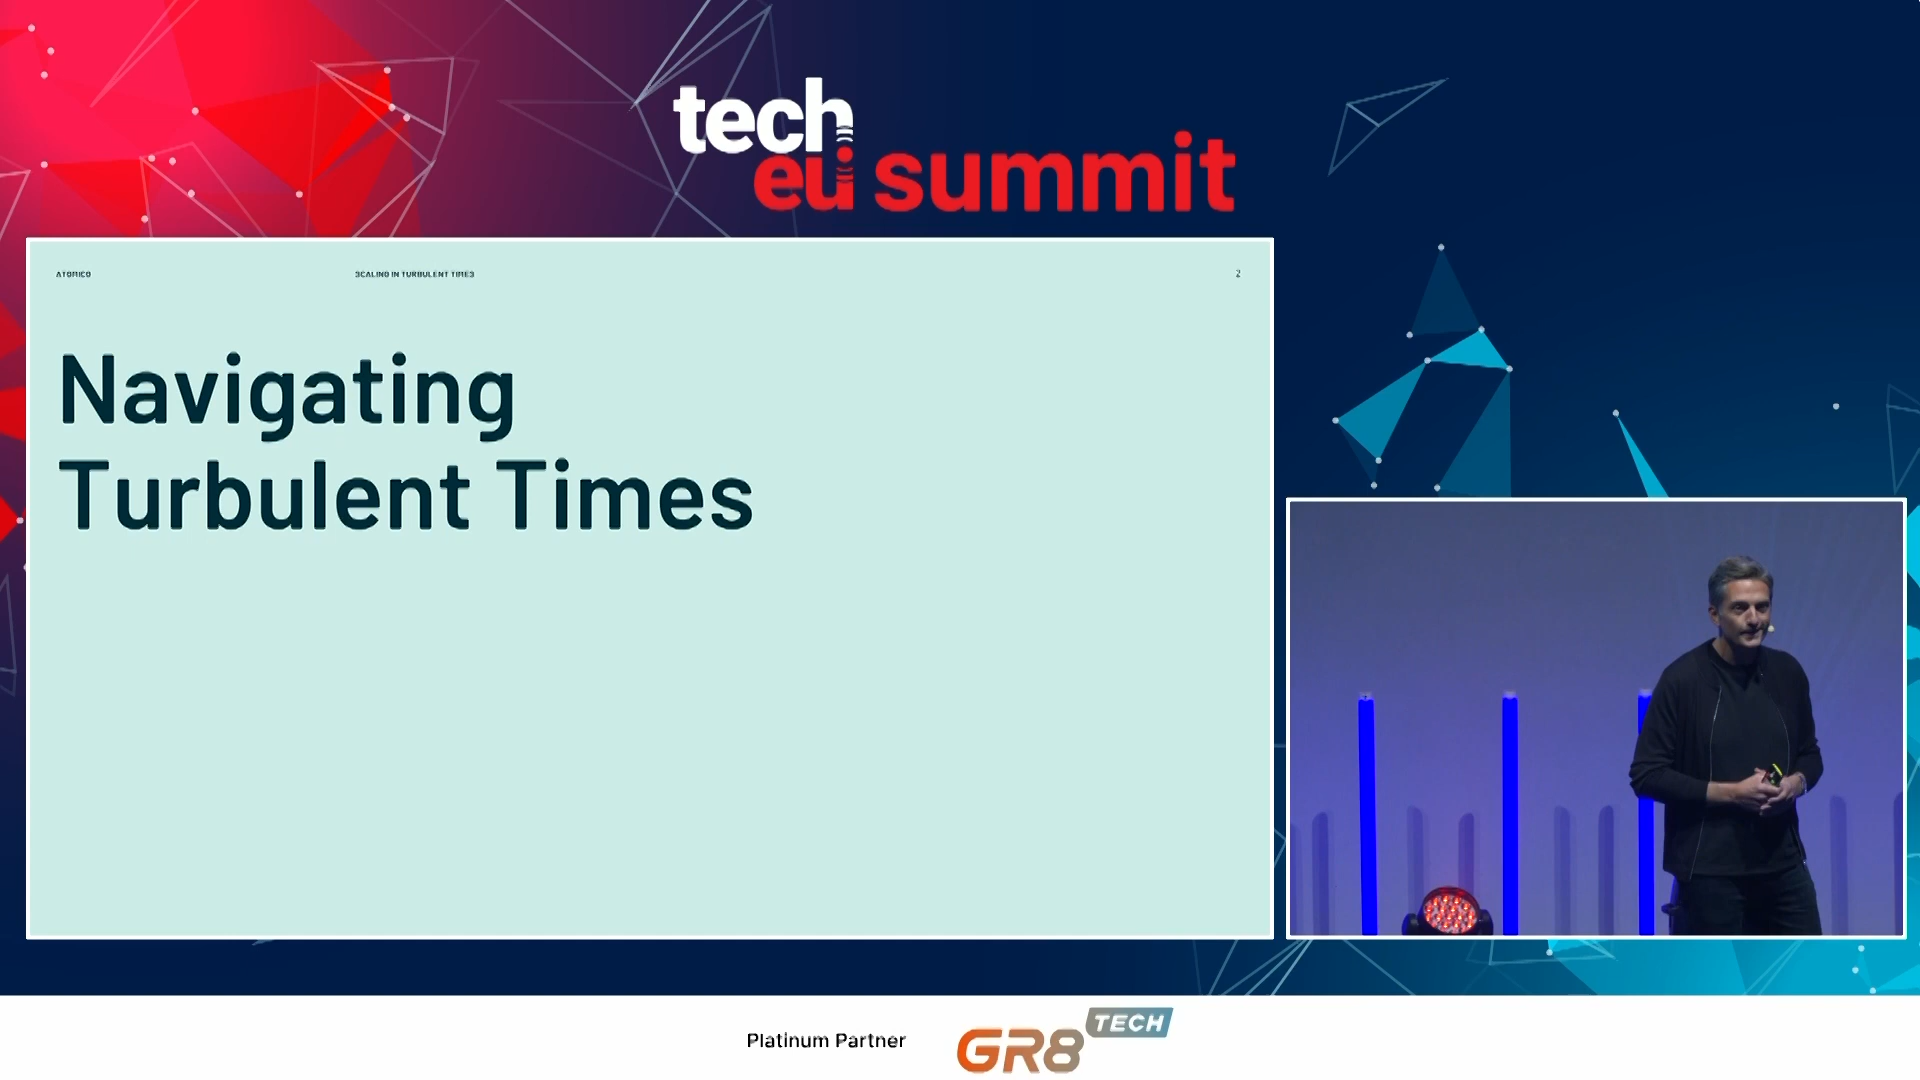 tech
eu summit
ATOMICO
SCALING IN TURBULENT TIMES
2
Navigating
Turbulent Times
Platinum Partner
GR8 TECH